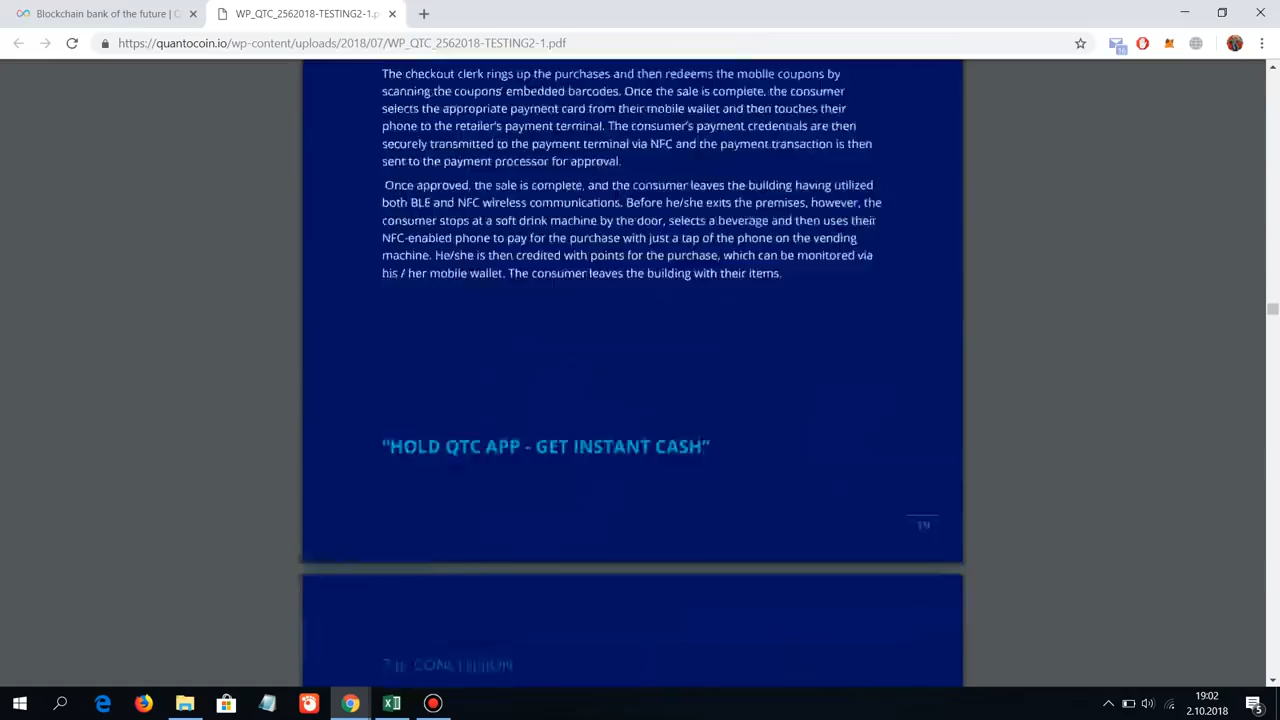 Blockchain bank of the future | C
WP_QTC_2562018-TESTING2-1.p
https://quantocoin.io/wp-content/uploads/2018/07/WP_QTC_2562018-TESTING2-1.pdf
The checkout clerk rings up the purchases and then redeems the mobile coupons by
scanning the coupons' embedded barcodes. Once the sale is complete, the consumer
selects the appropriate payment card from their mobile wallet and then touches their
phone to the retailer's payment terminal. The consumer's payment credentials are then
securely transmitted to the payment terminal via NFC and the payment transaction is then
sent to the payment processor for approval.
Once approved, the sale is complete, and the consumer leaves the building having utilized
both BLE and NFC wireless communications. Before he/she exits the premises, however, the
consumer stops at a soft drink machine by the door, selects a beverage and then uses their
NFC-enabled phone to pay for the purchase with just a tap of the phone on the vending
machine. He/she is then credited with points for the purchase, which can be monitored via
his / her mobile wallet. The consumer leaves the building with their items.
"HOLD QTC APP - GET INSTANT CASH"
19
19:02
2.10.2018
5